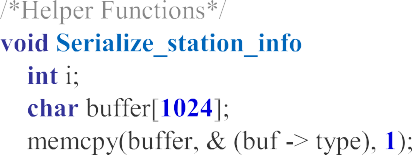 /*Helper Functions*/
void Serialize_station_info
int i;
char buffer[1024];
memcpy(buffer, & (buf -> type), 1);